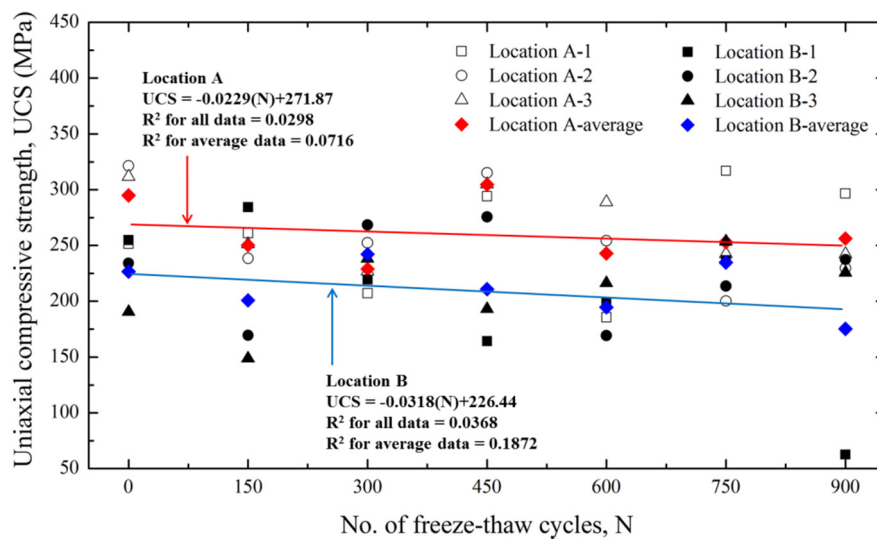 Uniaxial compressive strength, UCS (MPa)
450
400
350
300
250
200
150
100
50
Location A
UCS = -0.0229(N)+271.87
R² for all data = 0.0298
R² for average data = 0.0716
Location A-1
Location A-2
Location A-3
Location A-average
Location B-1
Location B-2
Location B-3
Location B-average
Location B
UCS = -0.0318(N)+226.44
R² for all data = 0.0368
R² for average data = 0.1872
0 150 300 450 600 750 900
No. of freeze-thaw cycles, N